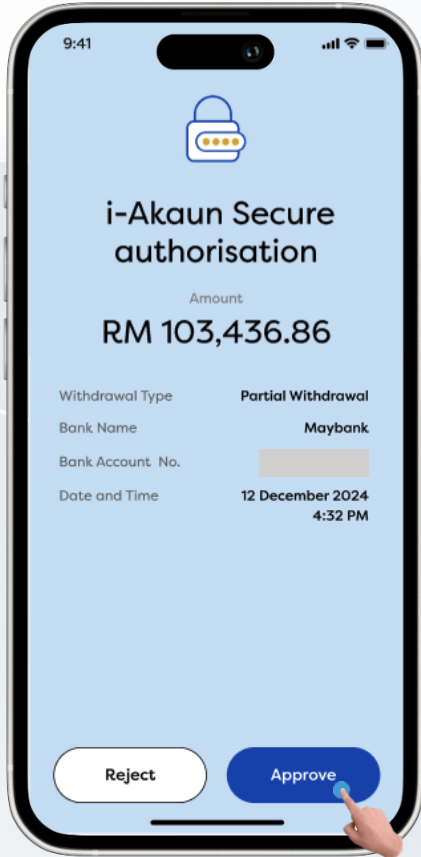 9:41
i-Akaun Secure
authorisation
Amount
RM 103,436.86
Withdrawal Type Partial Withdrawal
Bank Name Maybank
Bank Account No.
Date and Time 12 December 2024
4:32 PM
Reject Approve